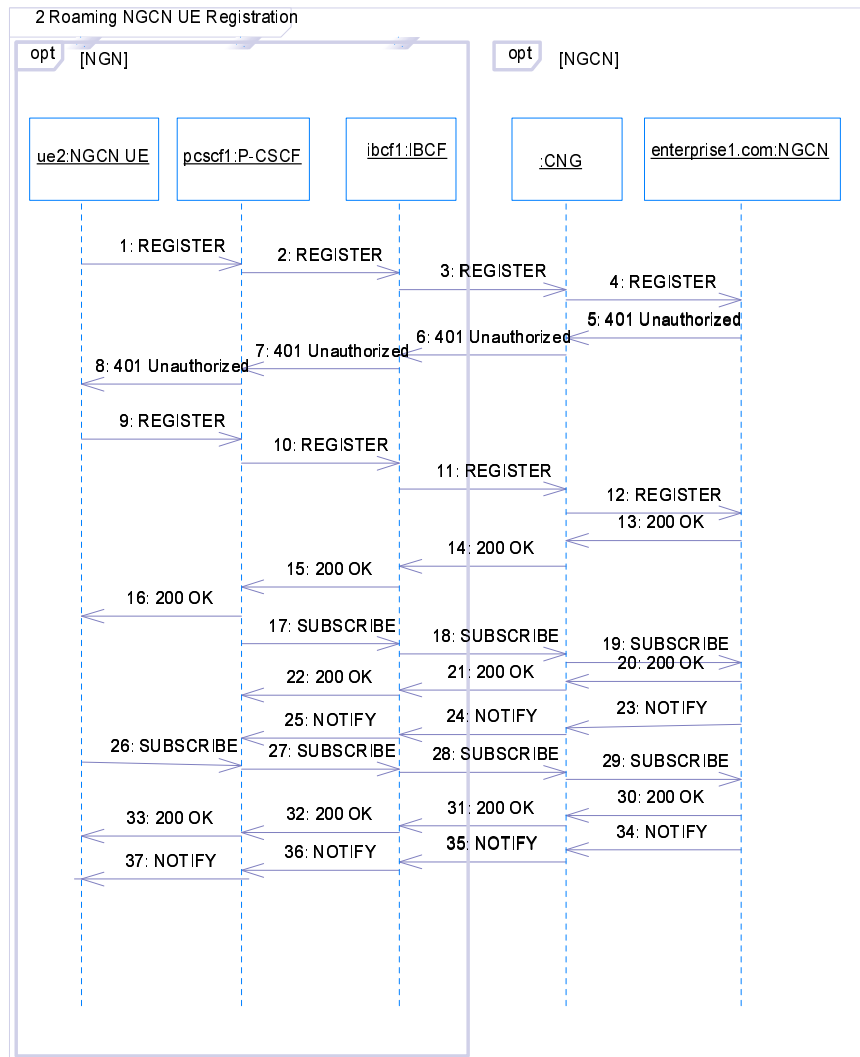 2 Roaming NGCN UE Registration
opt [NGN]
opt [NGCN]
ue2:NGCN UE
pcscf1:P-CSCF
ibcf1:IBCF
:CNG
enterprise1.com:NGCN
1: REGISTER
2: REGISTER
3: REGISTER
4: REGISTER
5: 401 Unauthorized
6: 401 Unauthorized
7: 401 Unauthorized
8: 401 Unauthorized
9: REGISTER
10: REGISTER
11: REGISTER
12: REGISTER
13: 200 OK
14: 200 OK
15: 200 OK
16: 200 OK
17: SUBSCRIBE
18: SUBSCRIBE
19: SUBSCRIBE
20: 200 OK
21: 200 OK
22: 200 OK
23: NOTIFY
24: NOTIFY
25: NOTIFY
26: SUBSCRIBE
27: SUBSCRIBE
28: SUBSCRIBE
29: SUBSCRIBE
30: 200 OK
31: 200 OK
32: 200 OK
33: 200 OK
34: NOTIFY
35: NOTIFY
36: NOTIFY
37: NOTIFY